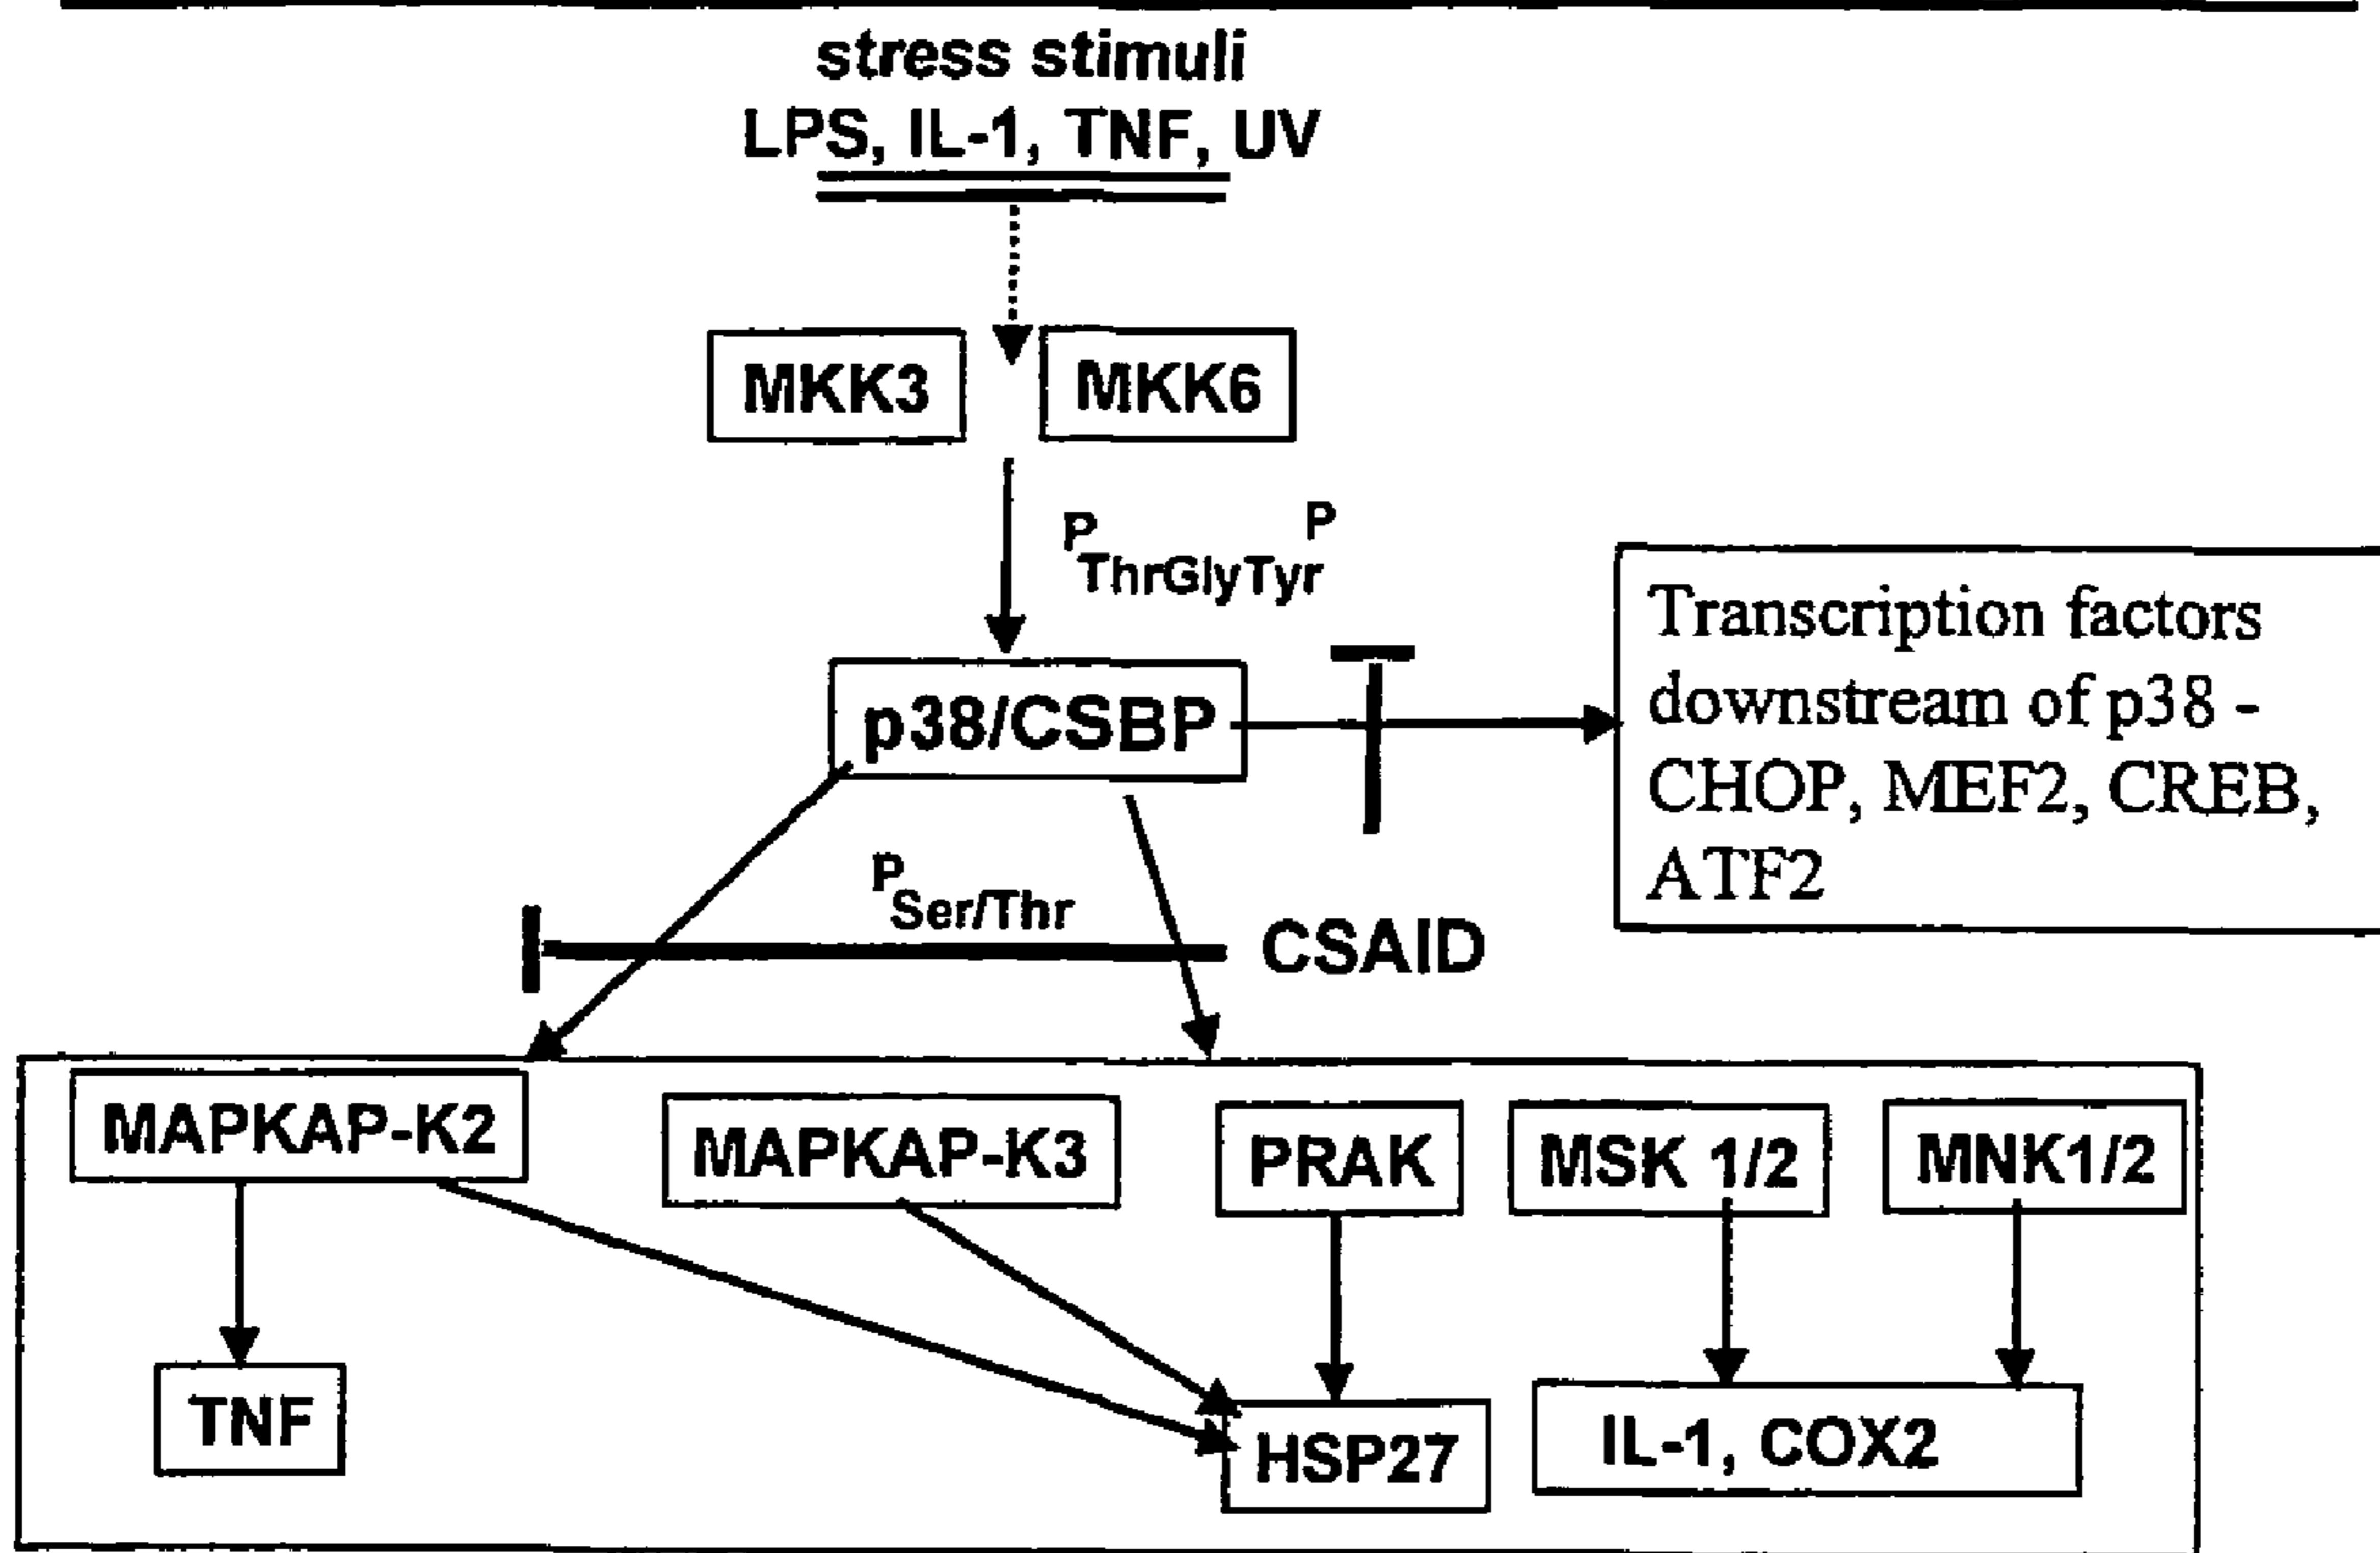 stress stimuli
LPS, IL-1, TNF, UV
MKK3
MKK6
P P
ThrGlyTyr
p38/CSBP
Transcription factors
downstream of p38 -
CHOP, MEF2, CREB,
ATF2
P
Ser/Thr
CSAID
MAPKAP-K2
MAPKAP-K3
PRAK
MSK 1/2
MNK1/2
TNF
HSP27
IL-1, COX2